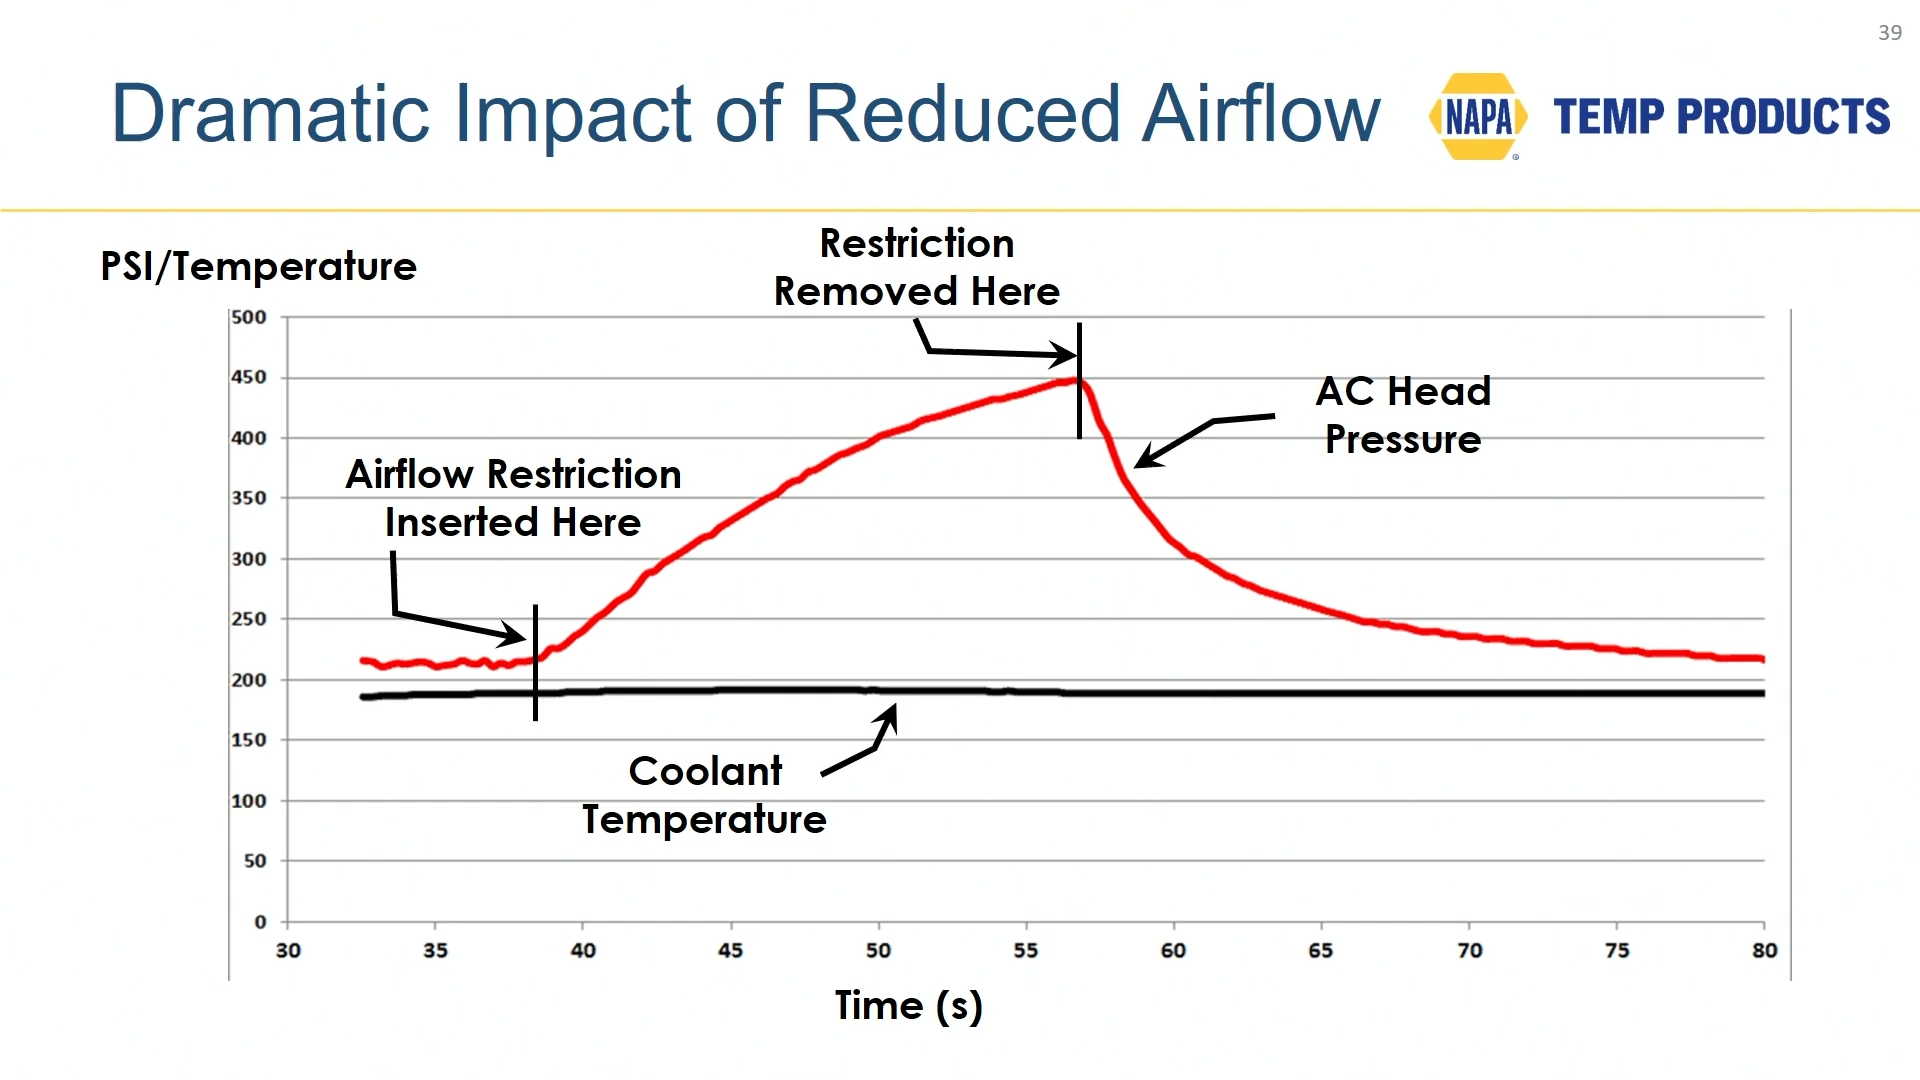 39
Dramatic Impact of Reduced Airflow
NAPA
®
TEMP PRODUCTS
PSI/Temperature
Restriction
Removed Here
AC Head
Pressure
Airflow Restriction
Inserted Here
Coolant
Temperature
500
450
400
350
300
250
200
150
100
50
0
30 35 40 45 50 55 60 65 70 75 80
Time (s)